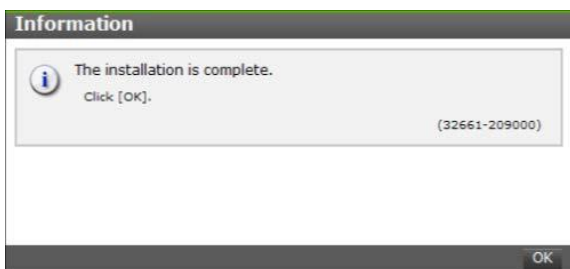 Information
The installation is complete.
Click [OK].
(32661-209000)
OK